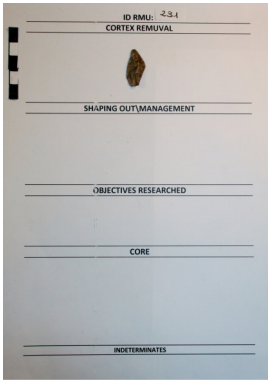 ID RMU: 231
CORTEX REMUVAL
SHAPING OUT\MANAGEMENT
OBJECTIVES RESEARCHED
CORE
INDETERMINATES